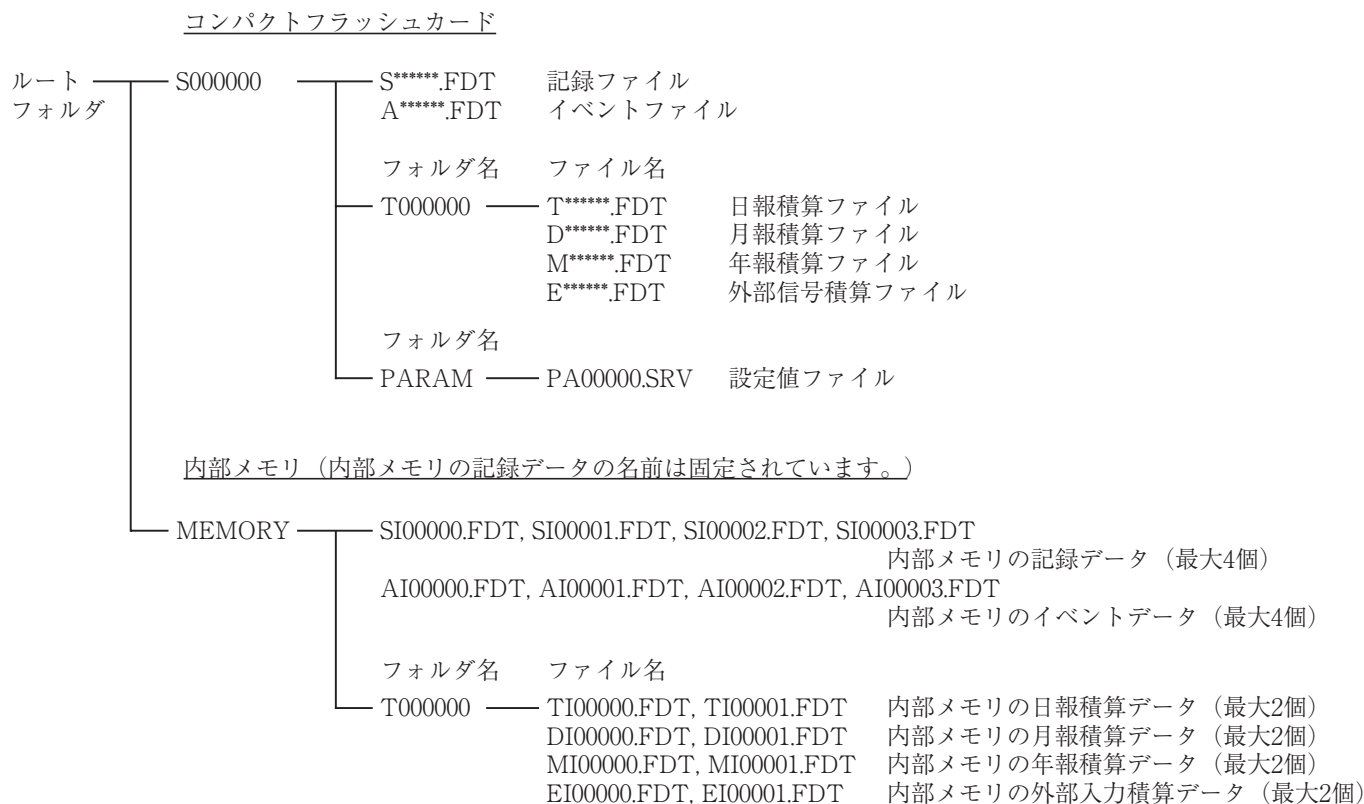 コンパクトフラッシュカード
ルート S000000 S******.FDT 記録ファイル
フォルダ A******.FDT イベントファイル
フォルダ名 ファイル名
T000000 T******.FDT 日報積算ファイル
D******.FDT 月報積算ファイル
M******.FDT 年報積算ファイル
E******.FDT 外部信号積算ファイル
フォルダ名
PARAM PA00000.SRV 設定値ファイル
内部メモリ（内部メモリの記録データの名前は固定されています。）
MEMORY SI00000.FDT, SI00001.FDT, SI00002.FDT, SI00003.FDT
内部メモリの記録データ（最大4個）
AI00000.FDT, AI00001.FDT, AI00002.FDT, AI00003.FDT
内部メモリのイベントデータ（最大4個）
フォルダ名 ファイル名
T000000 TI00000.FDT, TI00001.FDT 内部メモリの日報積算データ（最大2個）
DI00000.FDT, DI00001.FDT 内部メモリの月報積算データ（最大2個）
MI00000.FDT, MI00001.FDT 内部メモリの年報積算データ（最大2個）
EI00000.FDT, EI00001.FDT 内部メモリの外部入力積算データ（最大2個）